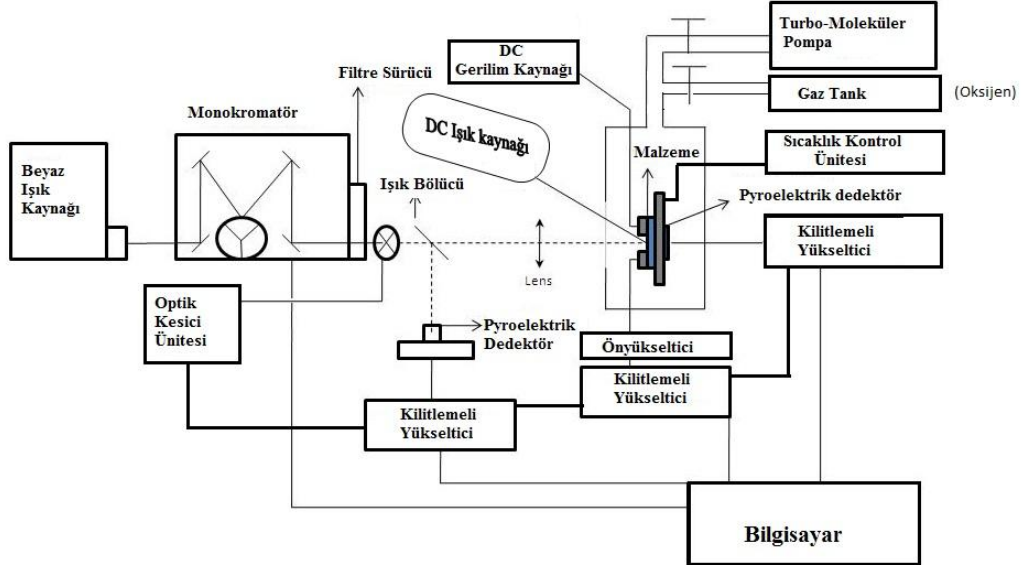 Turbo-Moleküler
Pompa
DC
Gerilim Kaynağı
Filtre Sürücü
Gaz Tank
(Oksijen)
Monokromatör
DC Işık kaynağı
Sıcaklık Kontrol
Ünitesi
Malzeme
Beyaz
Işık
Kaynağı
Işık Bölücü
Pyroelektrik dedektör
Kilitlemeli
Yükseltici
Lens
Optik
Kesici
Ünitesi
Pyroelektrik
Dedektör
Önyükseltici
Kilitlemeli
Yükseltici
Kilitlemeli
Yükseltici
Bilgisayar